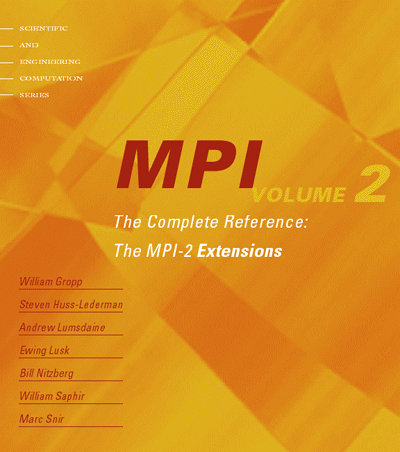 SCIENTIFIC
AND
ENGINEERING
COMPUTATION
SERIES
MPI
VOLUME 2
The Complete Reference:
The MPI-2 Extensions
William Gropp
Steven Huss-Lederman
Andrew Lumsdaine
Ewing Lusk
Bill Nitzberg
William Saphir
Marc Snir